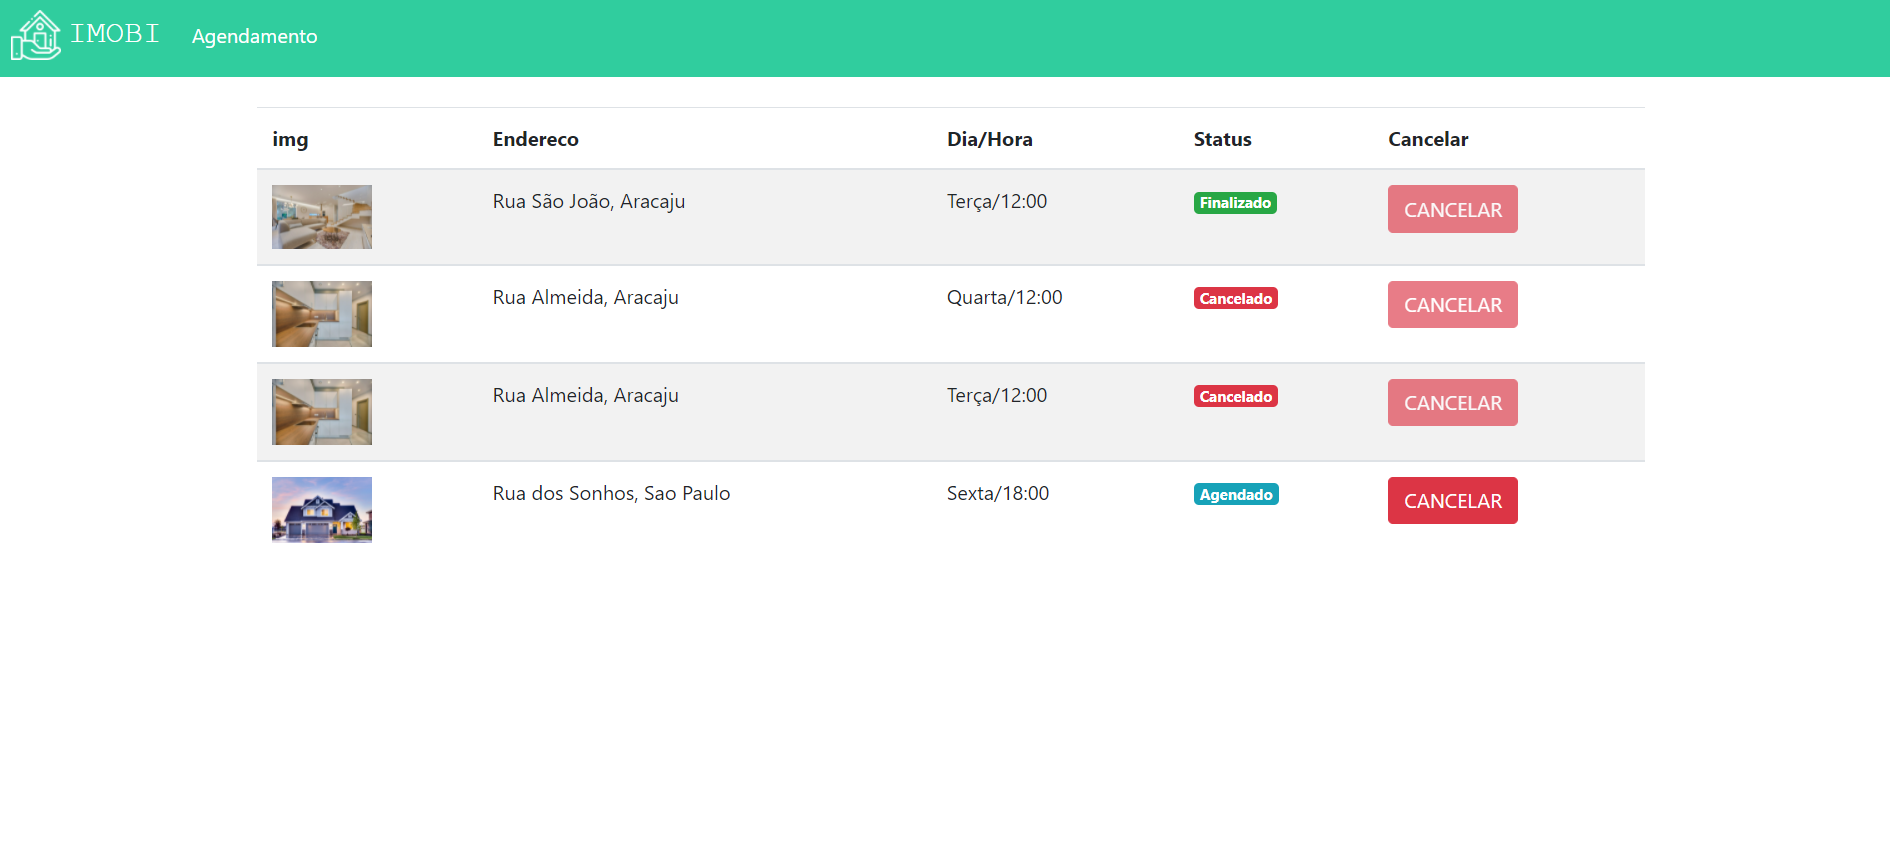 IMOBI Agendamento
img Endereco Dia/Hora Status Cancelar
Rua São João, Aracaju Terça/12:00 Finalizado CANCELAR
Rua Almeida, Aracaju Quarta/12:00 Cancelado CANCELAR
Rua Almeida, Aracaju Terça/12:00 Cancelado CANCELAR
Rua dos Sonhos, Sao Paulo Sexta/18:00 Agendado CANCELAR